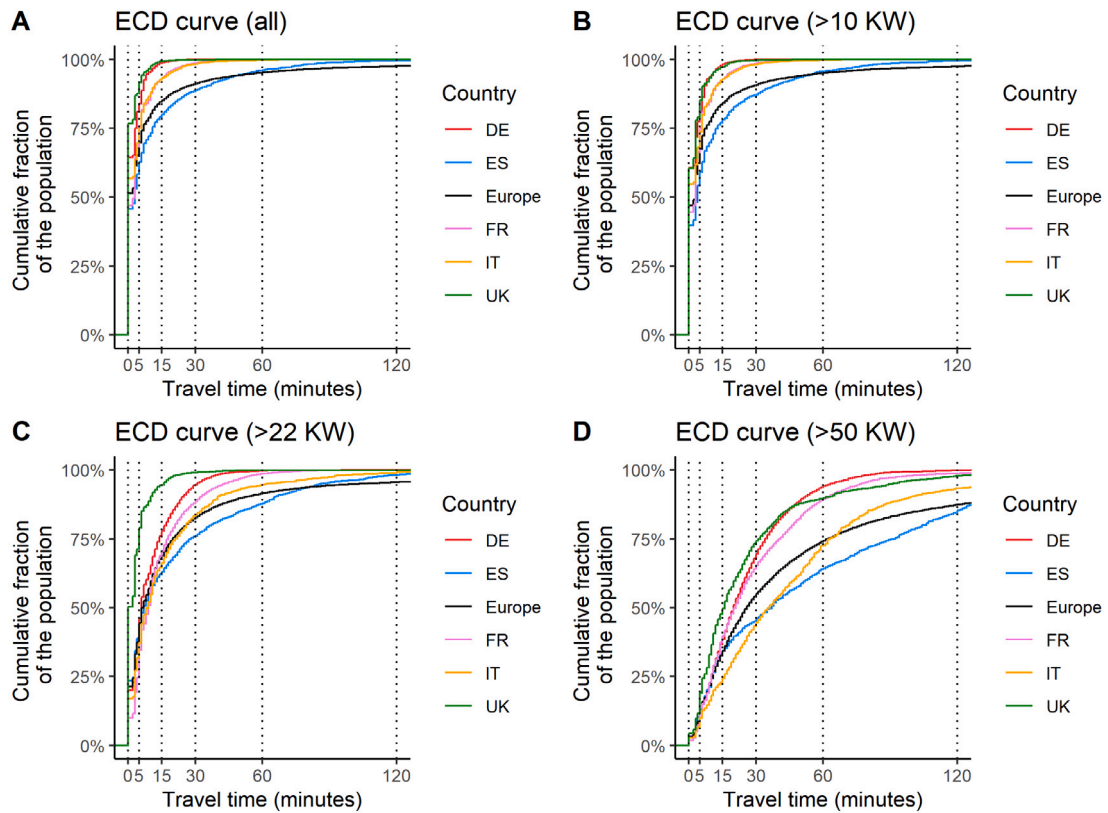 A
ECD curve (all)
Cumulative fraction
of the population
100%
75%
50%
25%
0%
0 5 15 30 60 120
Travel time (minutes)
Country
DE
ES
Europe
FR
IT
UK
B
ECD curve (>10 KW)
Cumulative fraction
of the population
100%
75%
50%
25%
0%
0 5 15 30 60 120
Travel time (minutes)
Country
DE
ES
Europe
FR
IT
UK
C
ECD curve (>22 KW)
Cumulative fraction
of the population
100%
75%
50%
25%
0%
0 5 15 30 60 120
Travel time (minutes)
Country
DE
ES
Europe
FR
IT
UK
D
ECD curve (>50 KW)
Cumulative fraction
of the population
100%
75%
50%
25%
0%
0 5 15 30 60 120
Travel time (minutes)
Country
DE
ES
Europe
FR
IT
UK